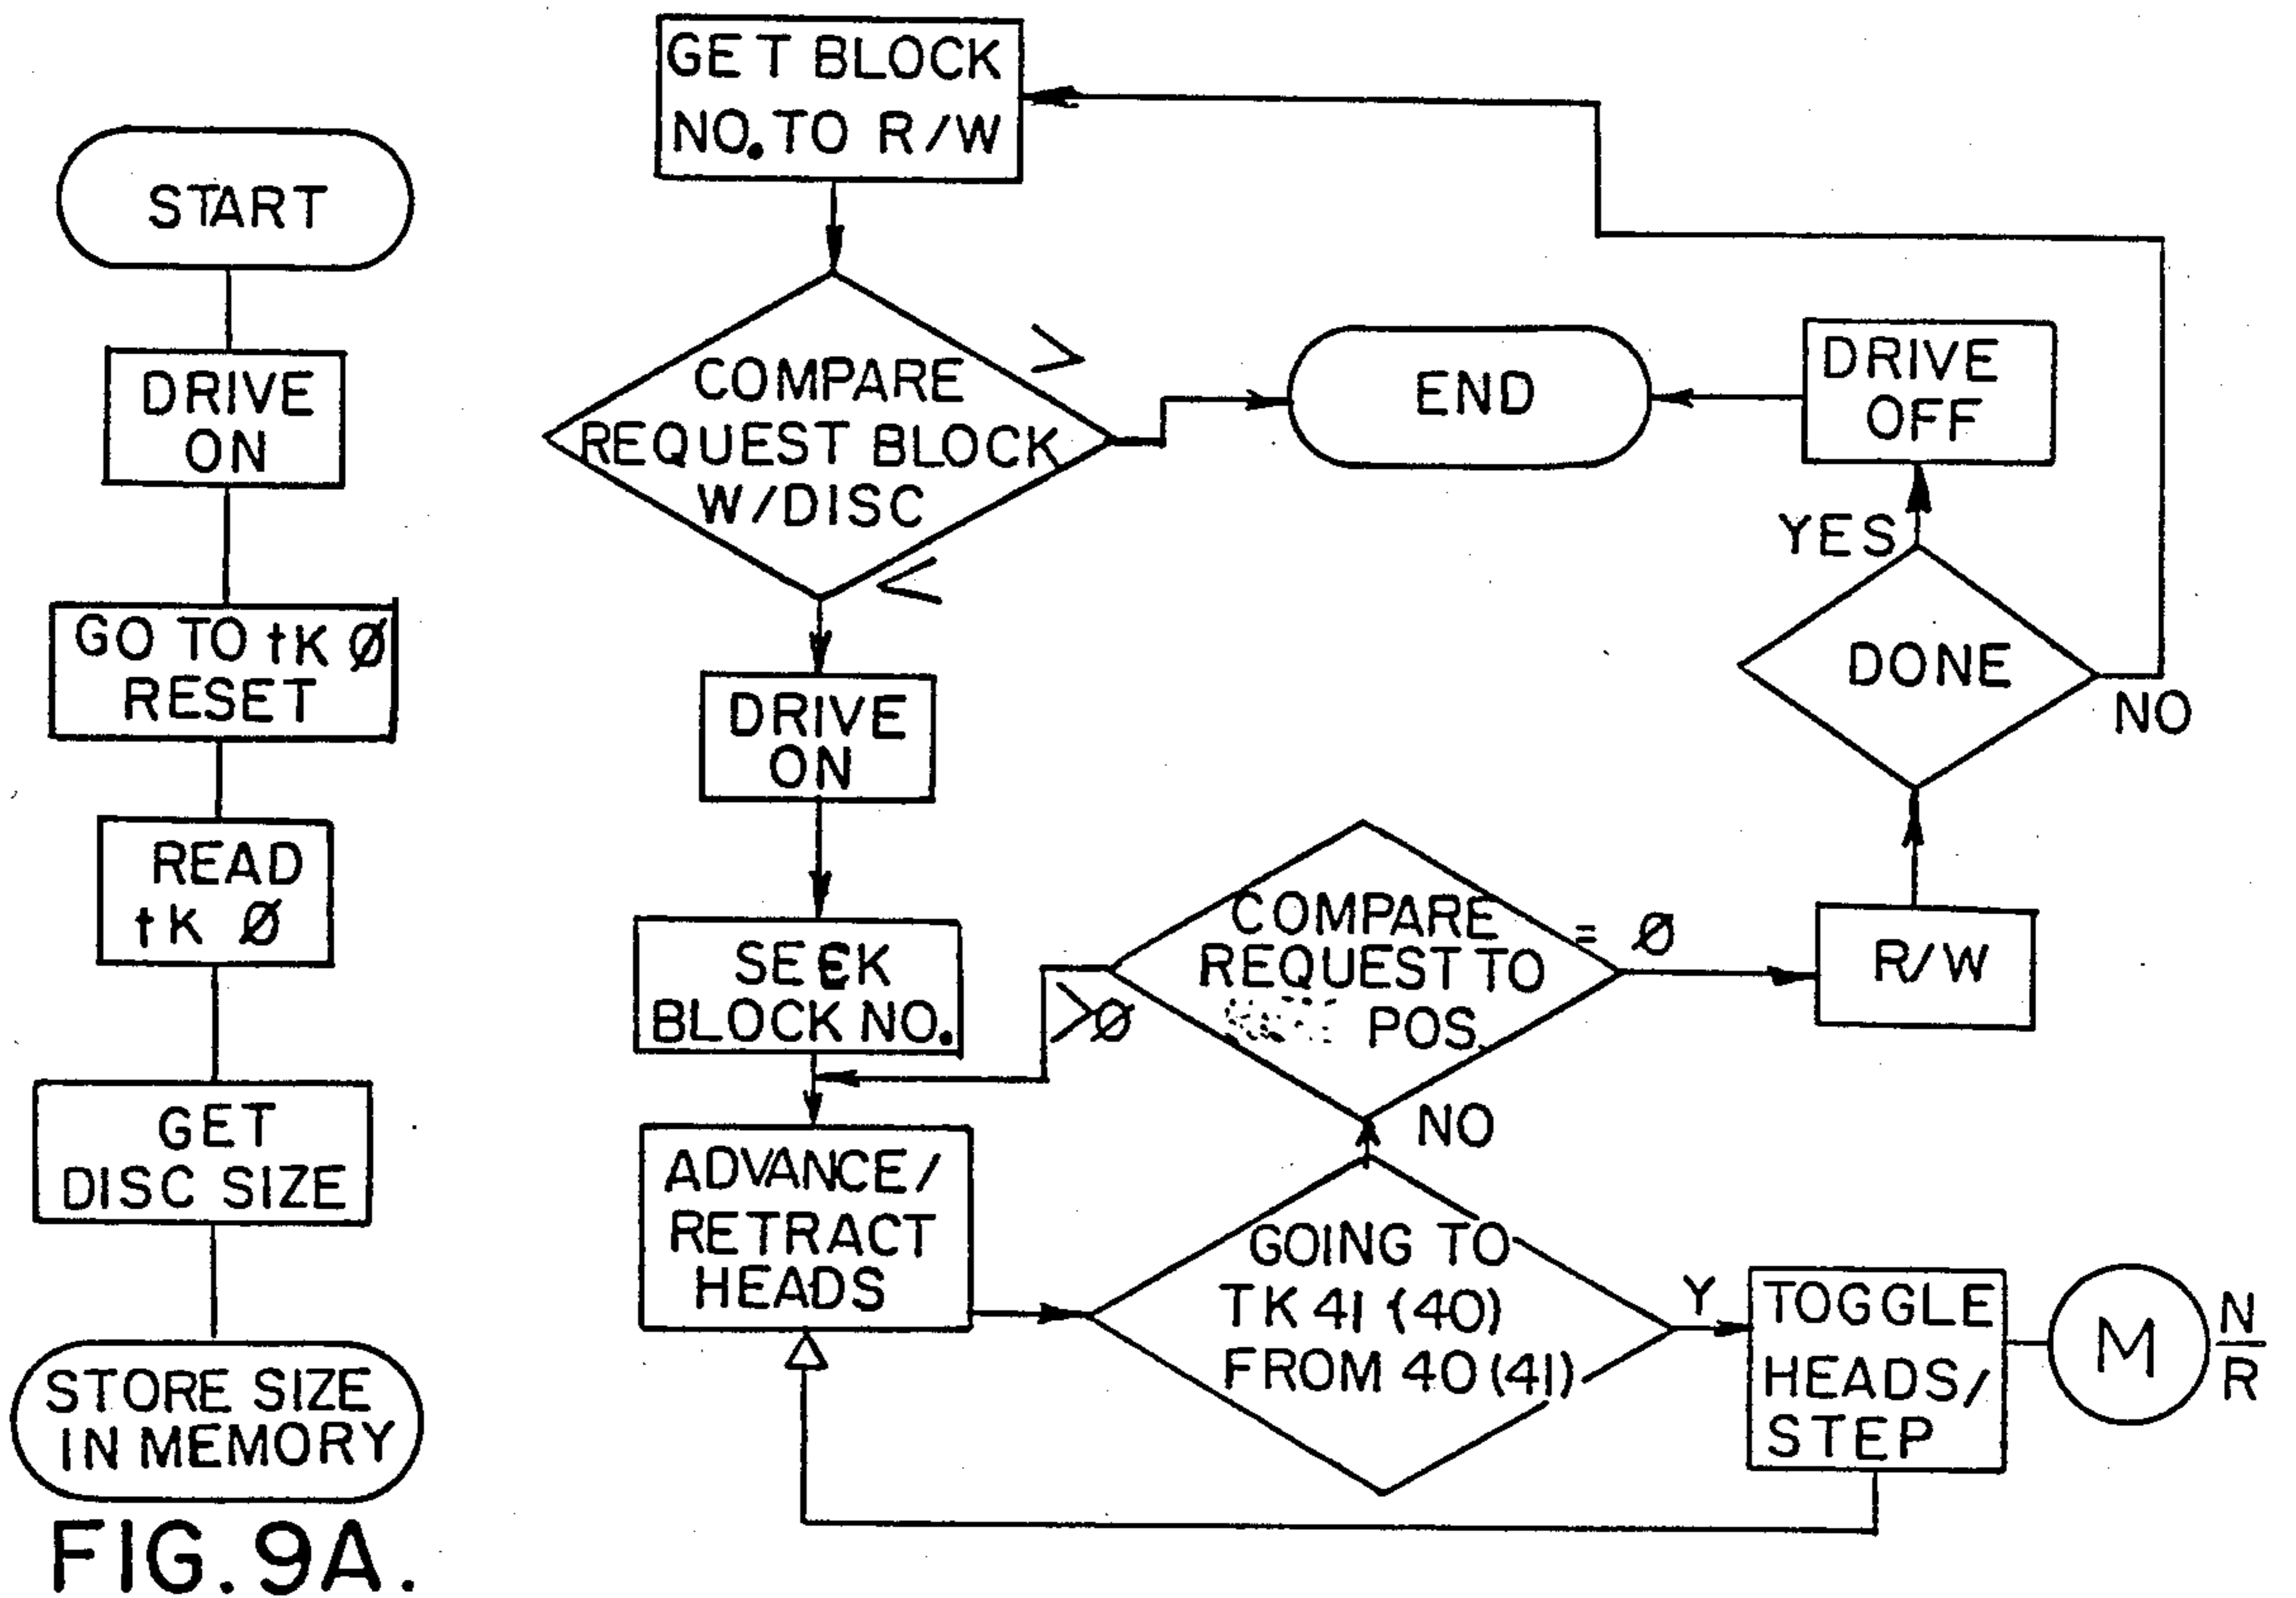 START
DRIVE
ON
GO TO tK Ø
RESET
READ
tK Ø
GET
DISC SIZE
STORE SIZE
IN MEMORY
FIG. 9A.
GET BLOCK
NO. TO R/W
COMPARE
REQUEST BLOCK
W/DISC
>
<
END
DRIVE
OFF
YES
DONE
NO
DRIVE
ON
SEEK
BLOCK NO.
COMPARE
REQUEST TO
POS.
= Ø
>Ø
R/W
NO
ADVANCE/
RETRACT
HEADS
GOING TO
TK 41 (40)
FROM 40 (41)
Y
TOGGLE
HEADS/
STEP
M
N
R